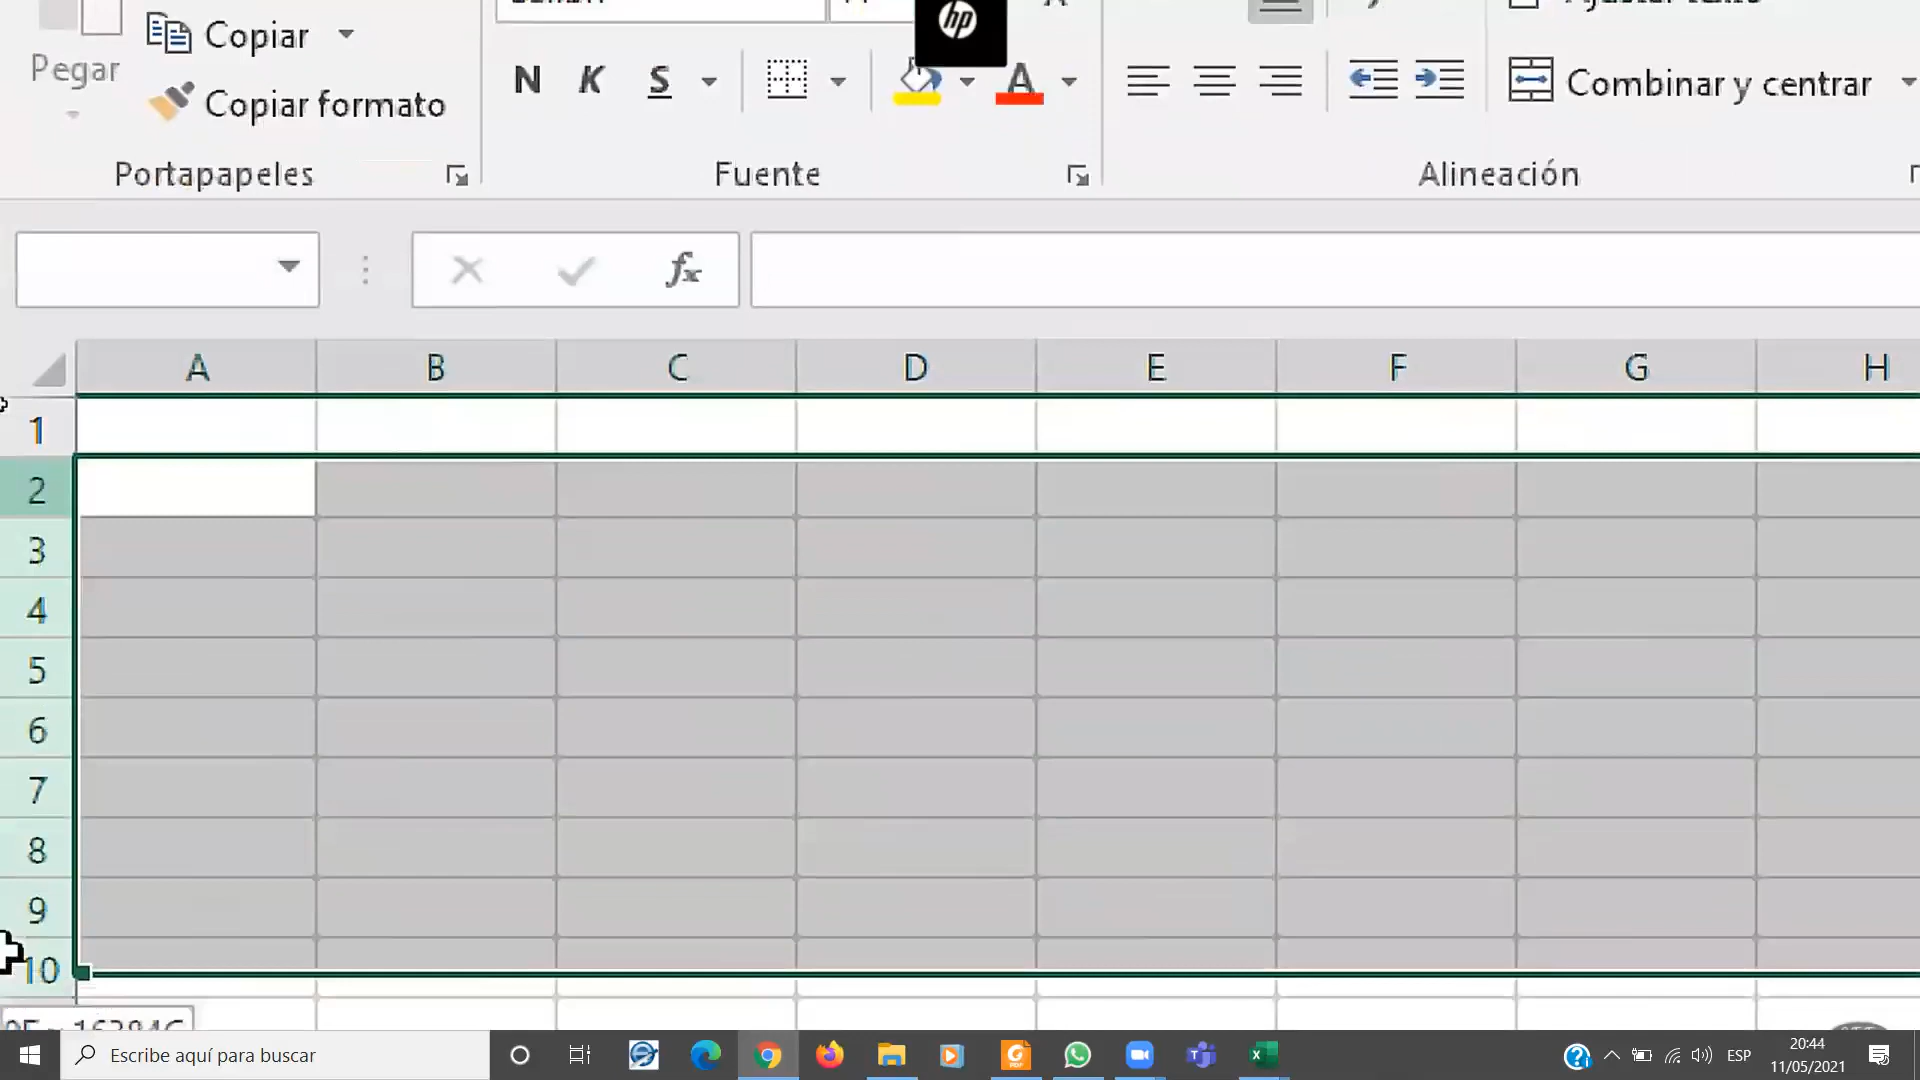 Copiar
Pegar
Copiar formato
N K S
A
Combinar y centrar
Portapapeles
Fuente
Alineación
hp
fx
A B C D E F G H
1
2
3
4
5
6
7
8
9
10
Escribe aquí para buscar
ESP
20:44
11/05/2021